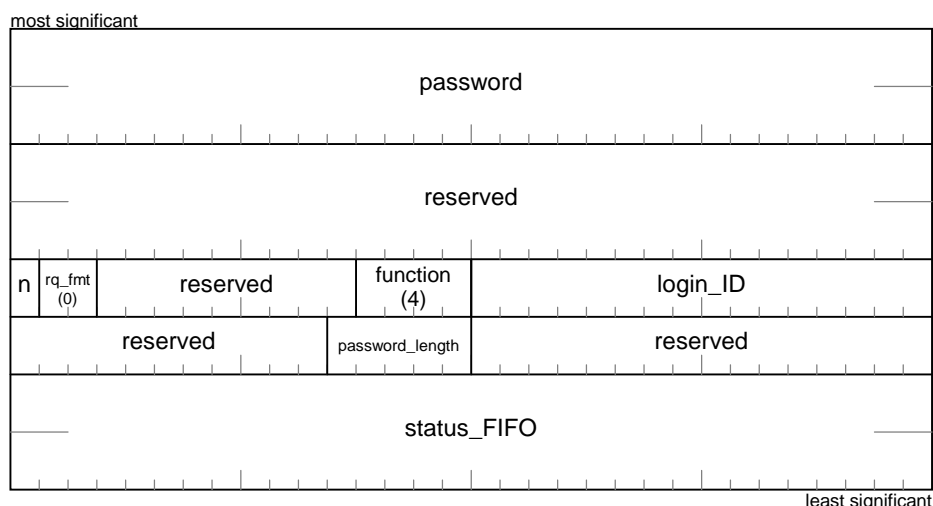 most significant
password
reserved
n rq_fmt (0) reserved function (4) login_ID
reserved password_length reserved
status_FIFO
least significant